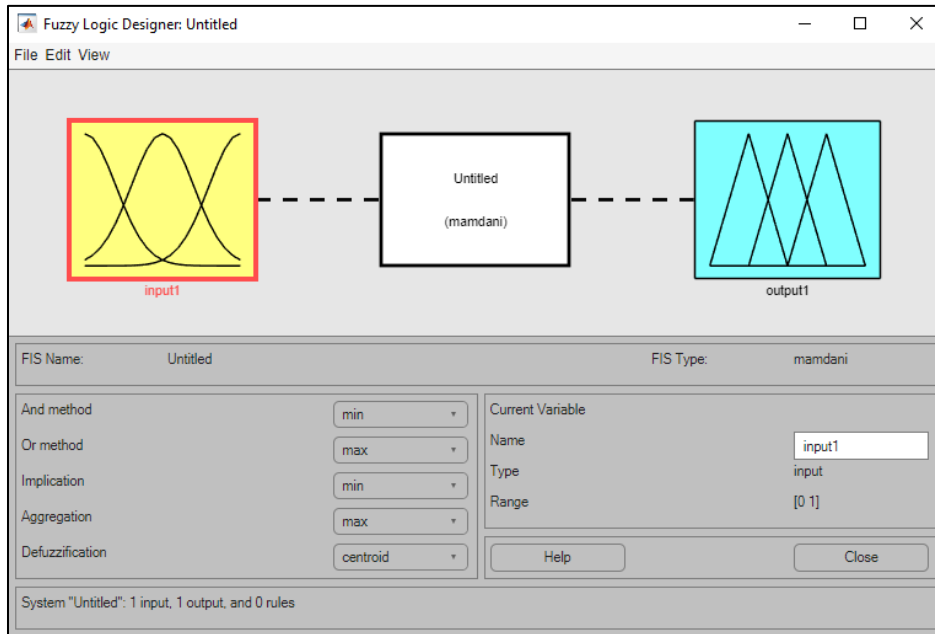 Fuzzy Logic Designer: Untitled
File Edit View
Untitled
(mamdani)
input1
output1
FIS Name: Untitled FIS Type: mamdani
And method min
Or method max
Implication min
Aggregation max
Defuzzification centroid
Current Variable
Name input1
Type input
Range [0 1]
Help Close
System "Untitled": 1 input, 1 output, and 0 rules